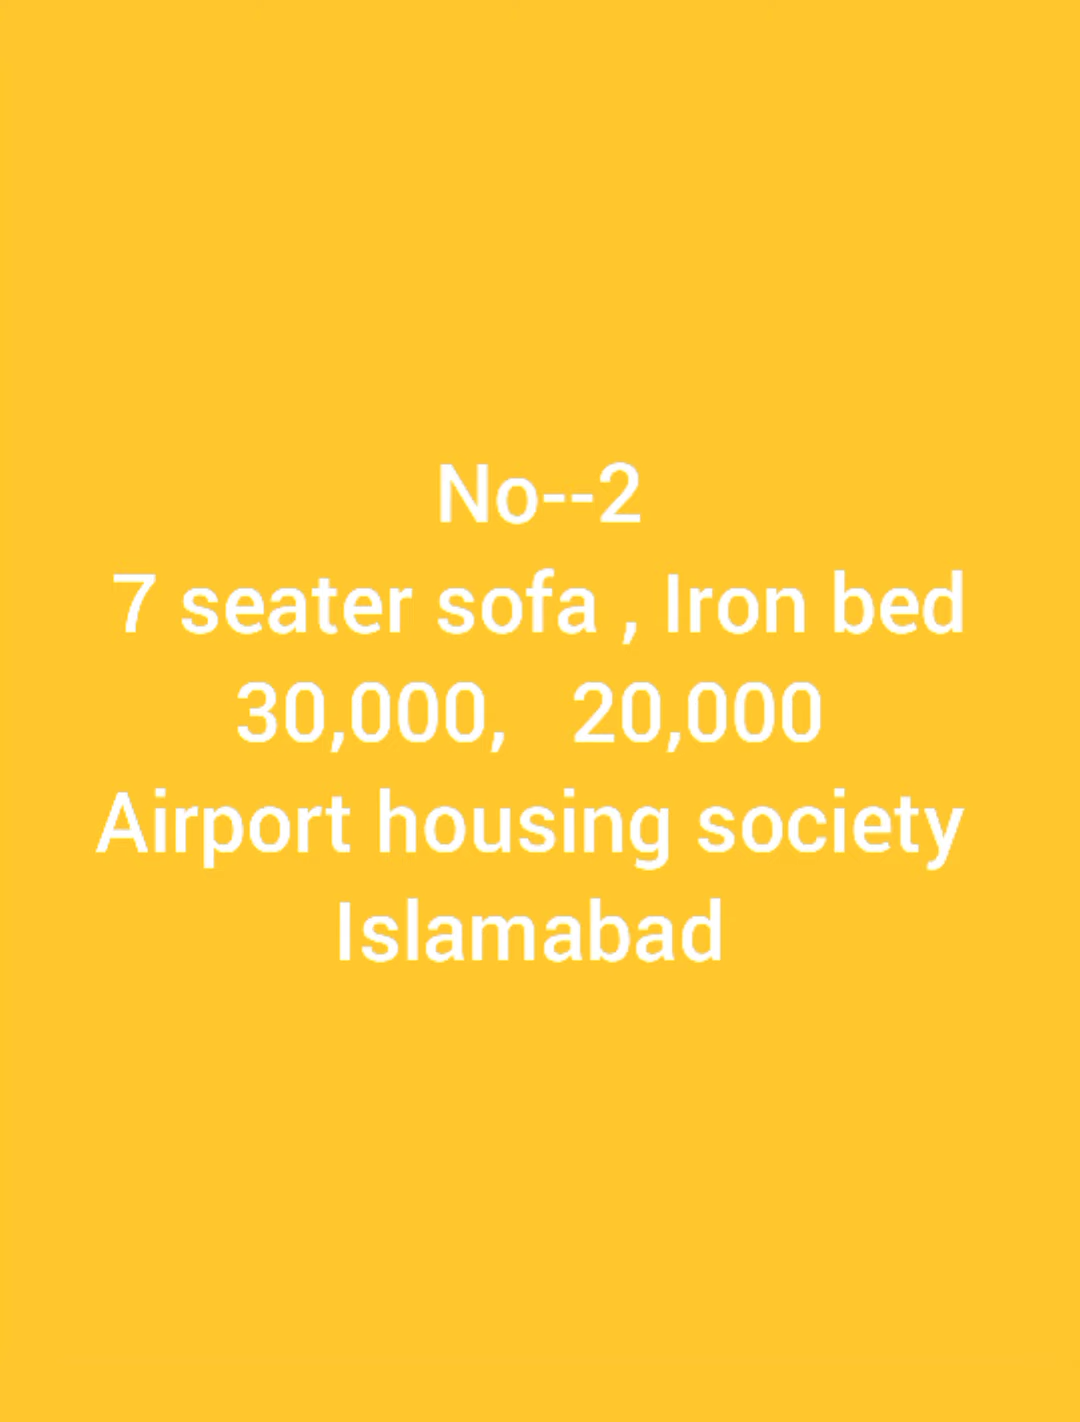 No--2
7 seater sofa , Iron bed
30,000,   20,000
Airport housing society
Islamabad